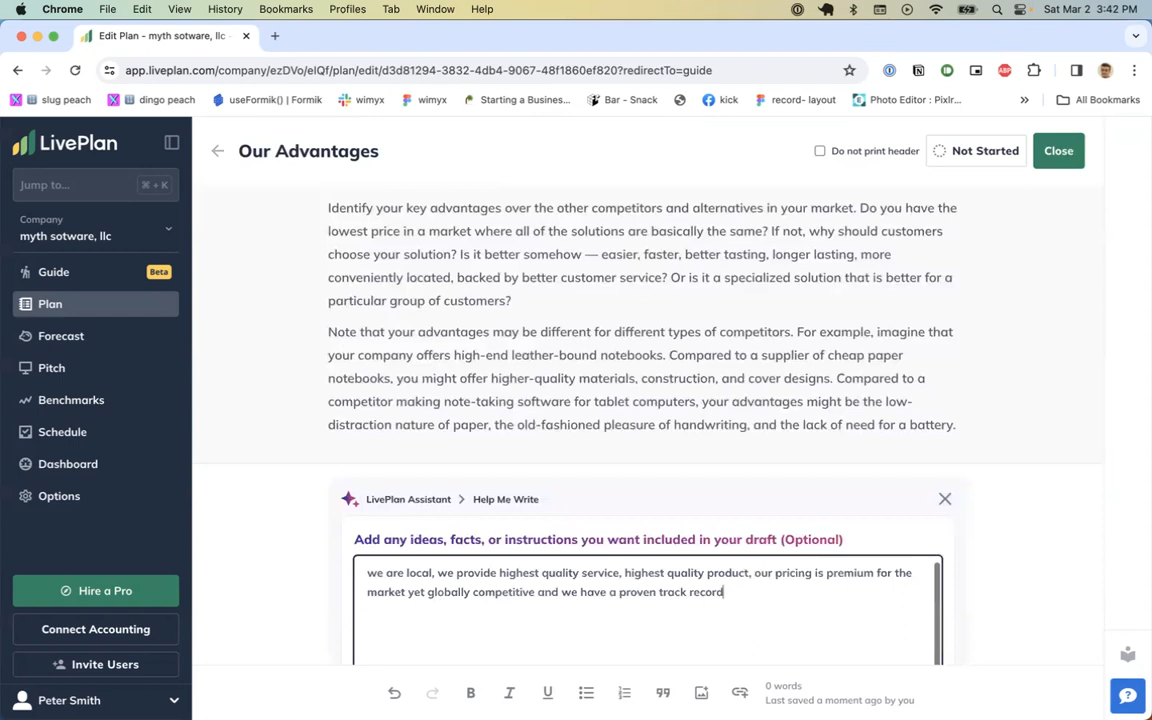 Chrome File Edit View History Bookmarks Profiles Tab Window Help Sat Mar 2 3:42 PM
Edit Plan - myth sotware, llc -
app.liveplan.com/company/ezDVo/elQf/plan/edit/d3d81294-3832-4db4-9067-48f1860ef820?redirectTo=guide
slug peach dingo peach useFormik() | Formik wimyx wimyx Starting a Busines... Bar - Snack kick record- layout Photo Editor : Pixlr... » All Bookmarks
LivePlan
Jump to... ⌘ + K
Company
myth sotware, llc
Guide Beta
Plan
Forecast
Pitch
Benchmarks
Schedule
Dashboard
Options
Hire a Pro
Connect Accounting
Invite Users
Peter Smith
Our Advantages Do not print header Not Started Close
Identify your key advantages over the other competitors and alternatives in your market. Do you have the
lowest price in a market where all of the solutions are basically the same? If not, why should customers
choose your solution? Is it better somehow — easier, faster, better tasting, longer lasting, more
conveniently located, backed by better customer service? Or is it a specialized solution that is better for a
particular group of customers?
Note that your advantages may be different for different types of competitors. For example, imagine that
your company offers high-end leather-bound notebooks. Compared to a supplier of cheap paper
notebooks, you might offer higher-quality materials, construction, and cover designs. Compared to a
competitor making note-taking software for tablet computers, your advantages might be the low-
distraction nature of paper, the old-fashioned pleasure of handwriting, and the lack of need for a battery.
LivePlan Assistant > Help Me Write
Add any ideas, facts, or instructions you want included in your draft (Optional)
we are local, we provide highest quality service, highest quality product, our pricing is premium for the
market yet globally competitive and we have a proven track record
B I U
0 words
Last saved a moment ago by you